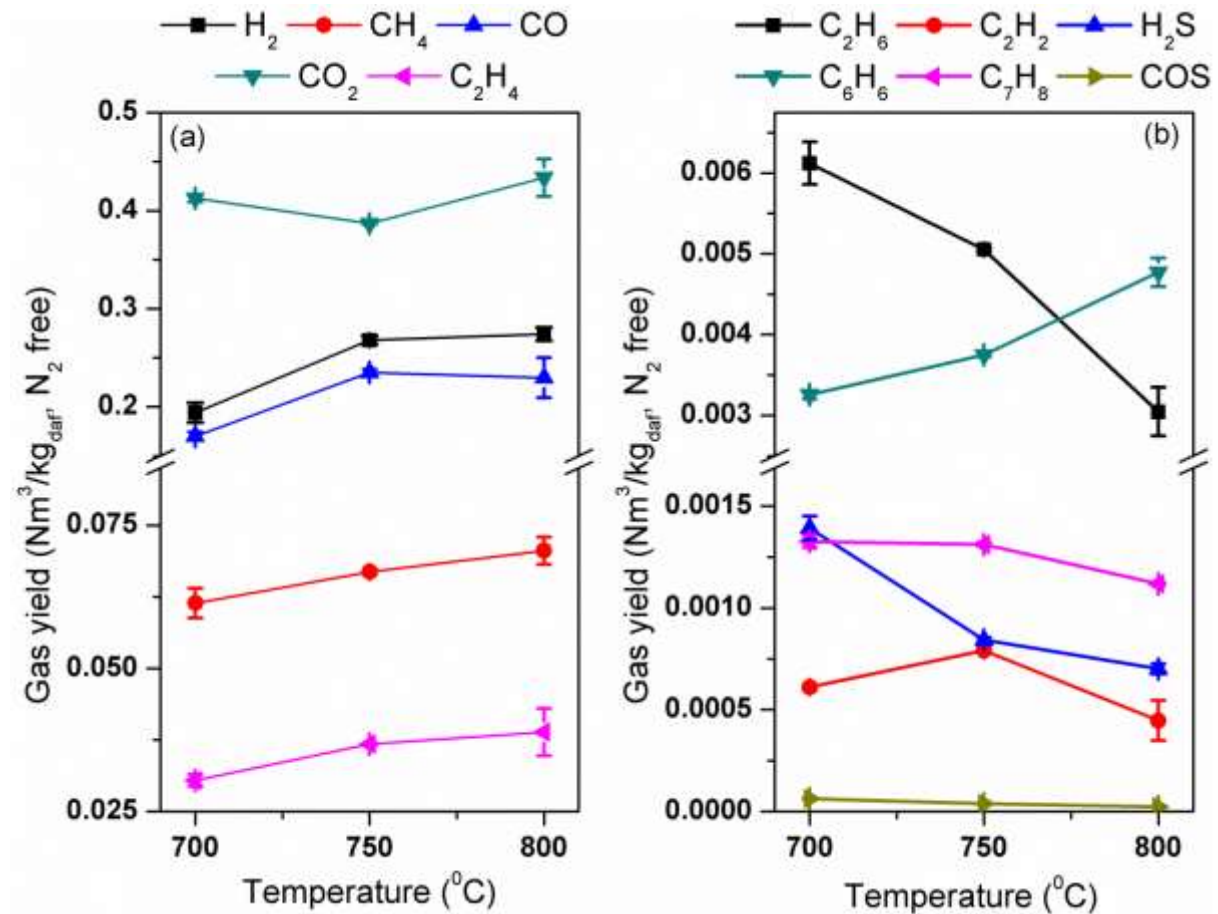 H₂ CH₄ CO
CO₂ C₂H₄
(a)
0.5
0.4
0.3
0.2
0.075
0.050
0.025
Gas yield (Nm³/kg_daf, N₂ free)
700 750 800
Temperature (⁰C)
C₂H₆ C₂H₂ H₂S
C₆H₆ C₇H₈ COS
(b)
0.006
0.005
0.004
0.003
0.0015
0.0010
0.0005
0.0000
Gas yield (Nm³/kg_daf, N₂ free)
700 750 800
Temperature (⁰C)